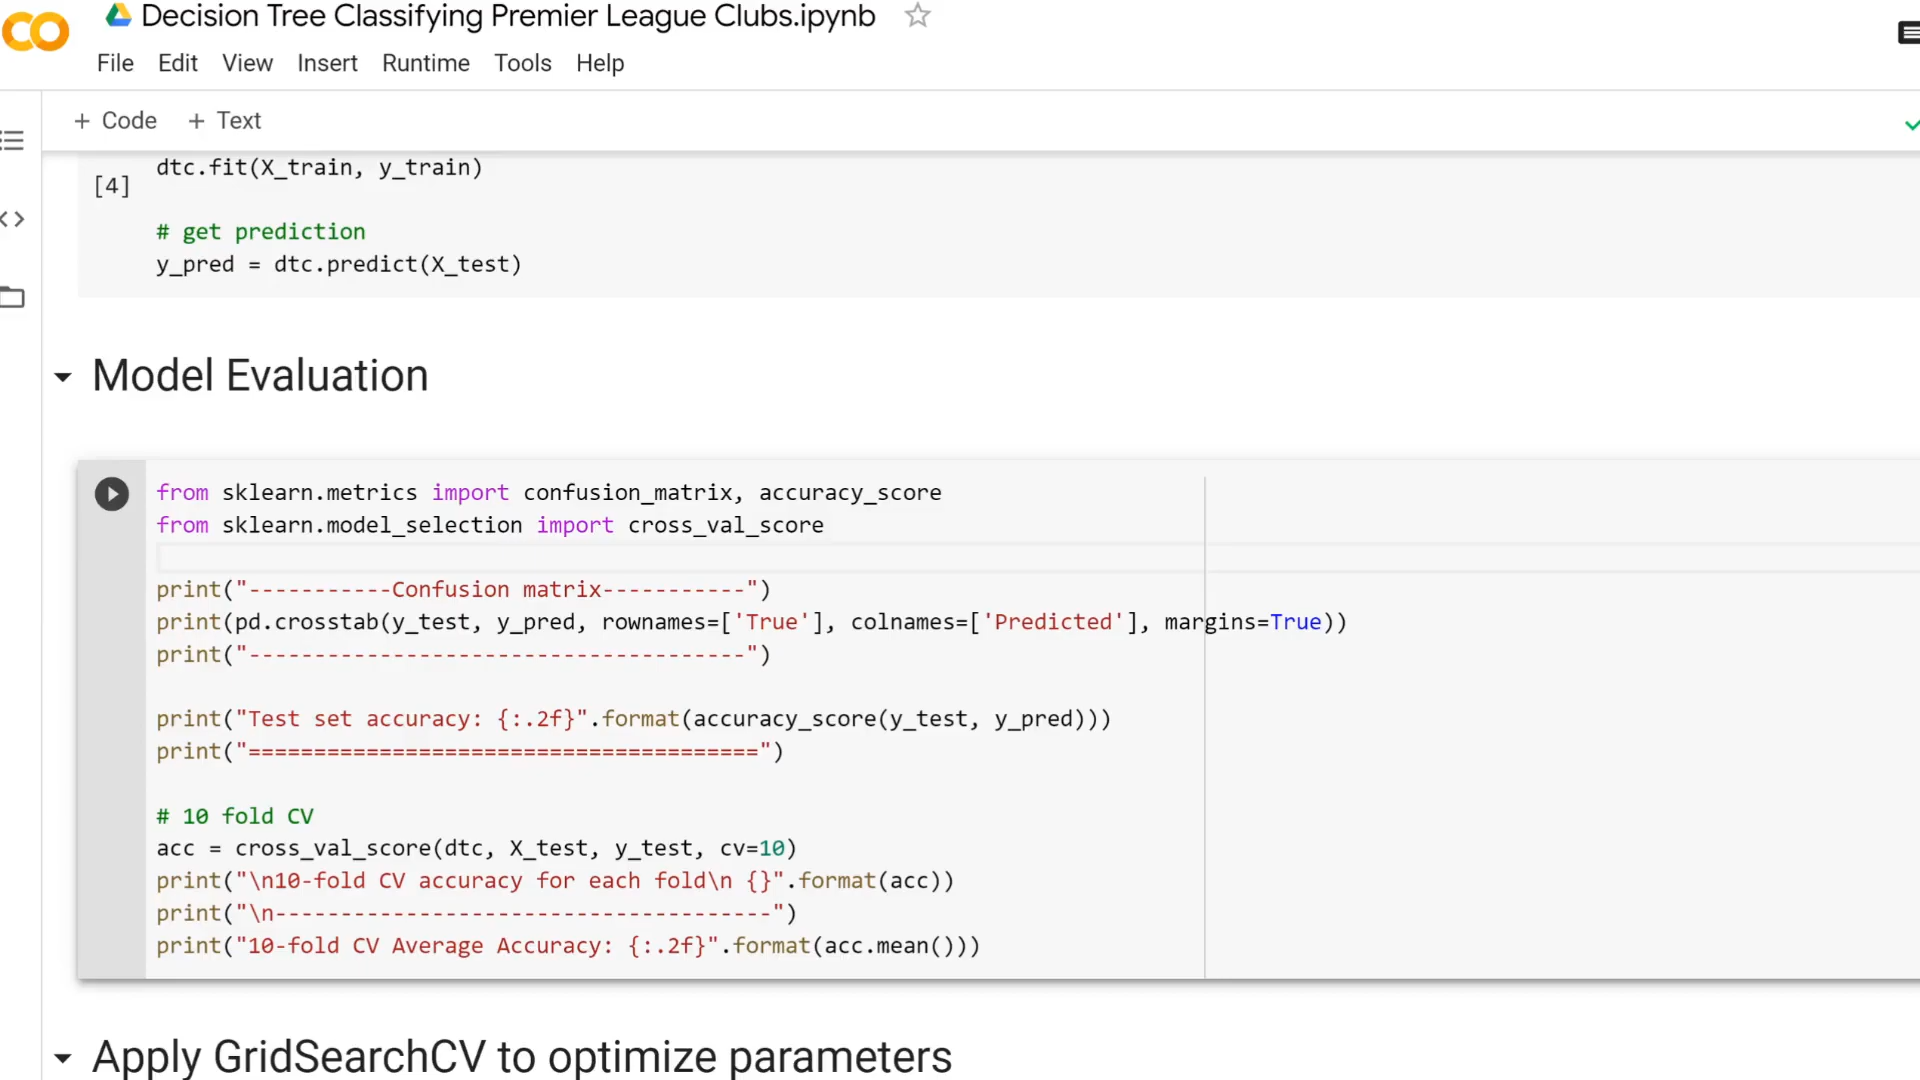 Decision Tree Classifying Premier League Clubs.ipynb
File Edit View Insert Runtime Tools Help
+ Code + Text
dtc.fit(X_train, y_train)
[4]
# get prediction
y_pred = dtc.predict(X_test)
Model Evaluation
from sklearn.metrics import confusion_matrix, accuracy_score
from sklearn.model_selection import cross_val_score
print("-----------Confusion matrix-----------")
print(pd.crosstab(y_test, y_pred, rownames=['True'], colnames=['Predicted'], margins=True))
print("--------------------------------------")
print("Test set accuracy: {:.2f}".format(accuracy_score(y_test, y_pred)))
print("=======================================")
# 10 fold CV
acc = cross_val_score(dtc, X_test, y_test, cv=10)
print("\n10-fold CV accuracy for each fold\n {}".format(acc))
print("\n--------------------------------------")
print("10-fold CV Average Accuracy: {:.2f}".format(acc.mean()))
Apply GridSearchCV to optimize parameters